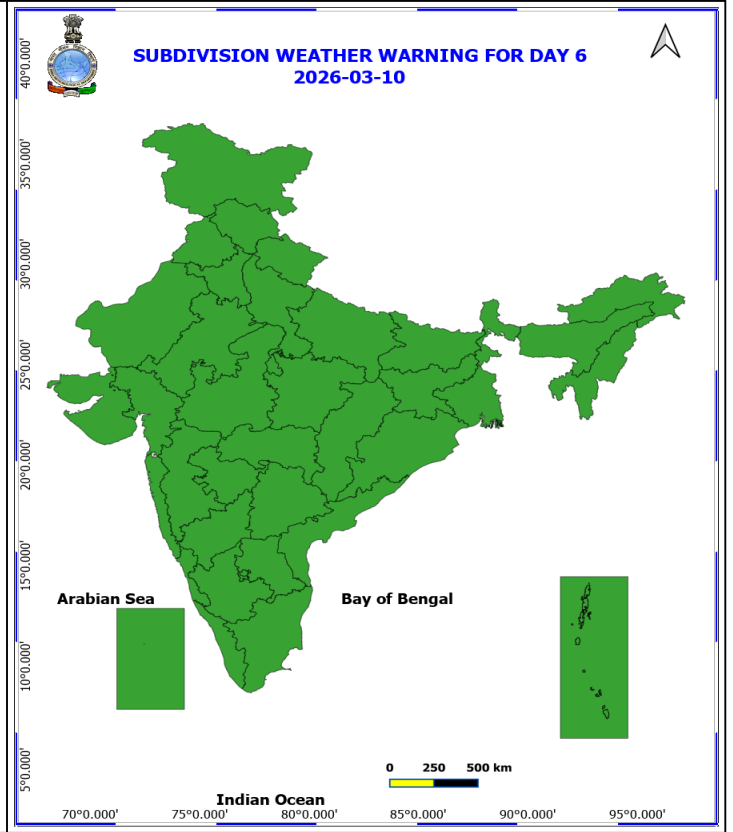 SUBDIVISION WEATHER WARNING FOR DAY 6
2026-03-10
40°0.000'
35°0.000'
30°0.000'
25°0.000'
20°0.000'
15°0.000'
10°0.000'
5°0.000'
Arabian Sea
Bay of Bengal
0 250 500 km
Indian Ocean
70°0.000' 75°0.000' 80°0.000' 85°0.000' 90°0.000' 95°0.000'